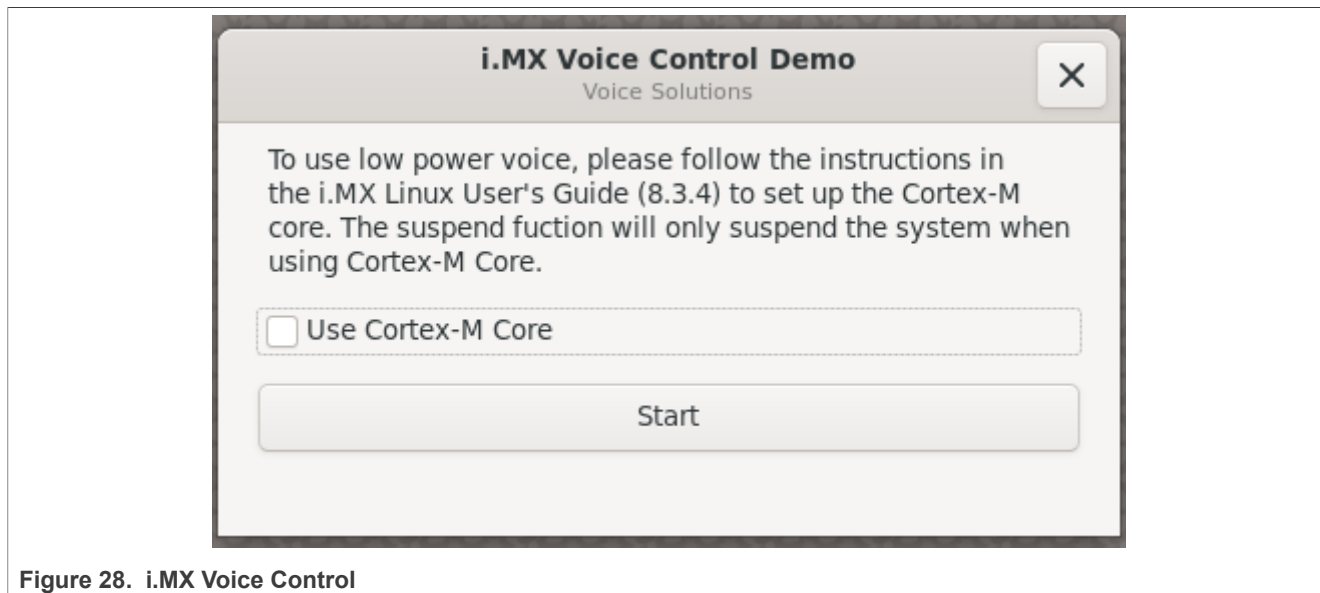 i.MX Voice Control Demo
Voice Solutions
To use low power voice, please follow the instructions in
the i.MX Linux User's Guide (8.3.4) to set up the Cortex-M
core. The suspend fuction will only suspend the system when
using Cortex-M Core.
Use Cortex-M Core
Start
Figure 28. i.MX Voice Control